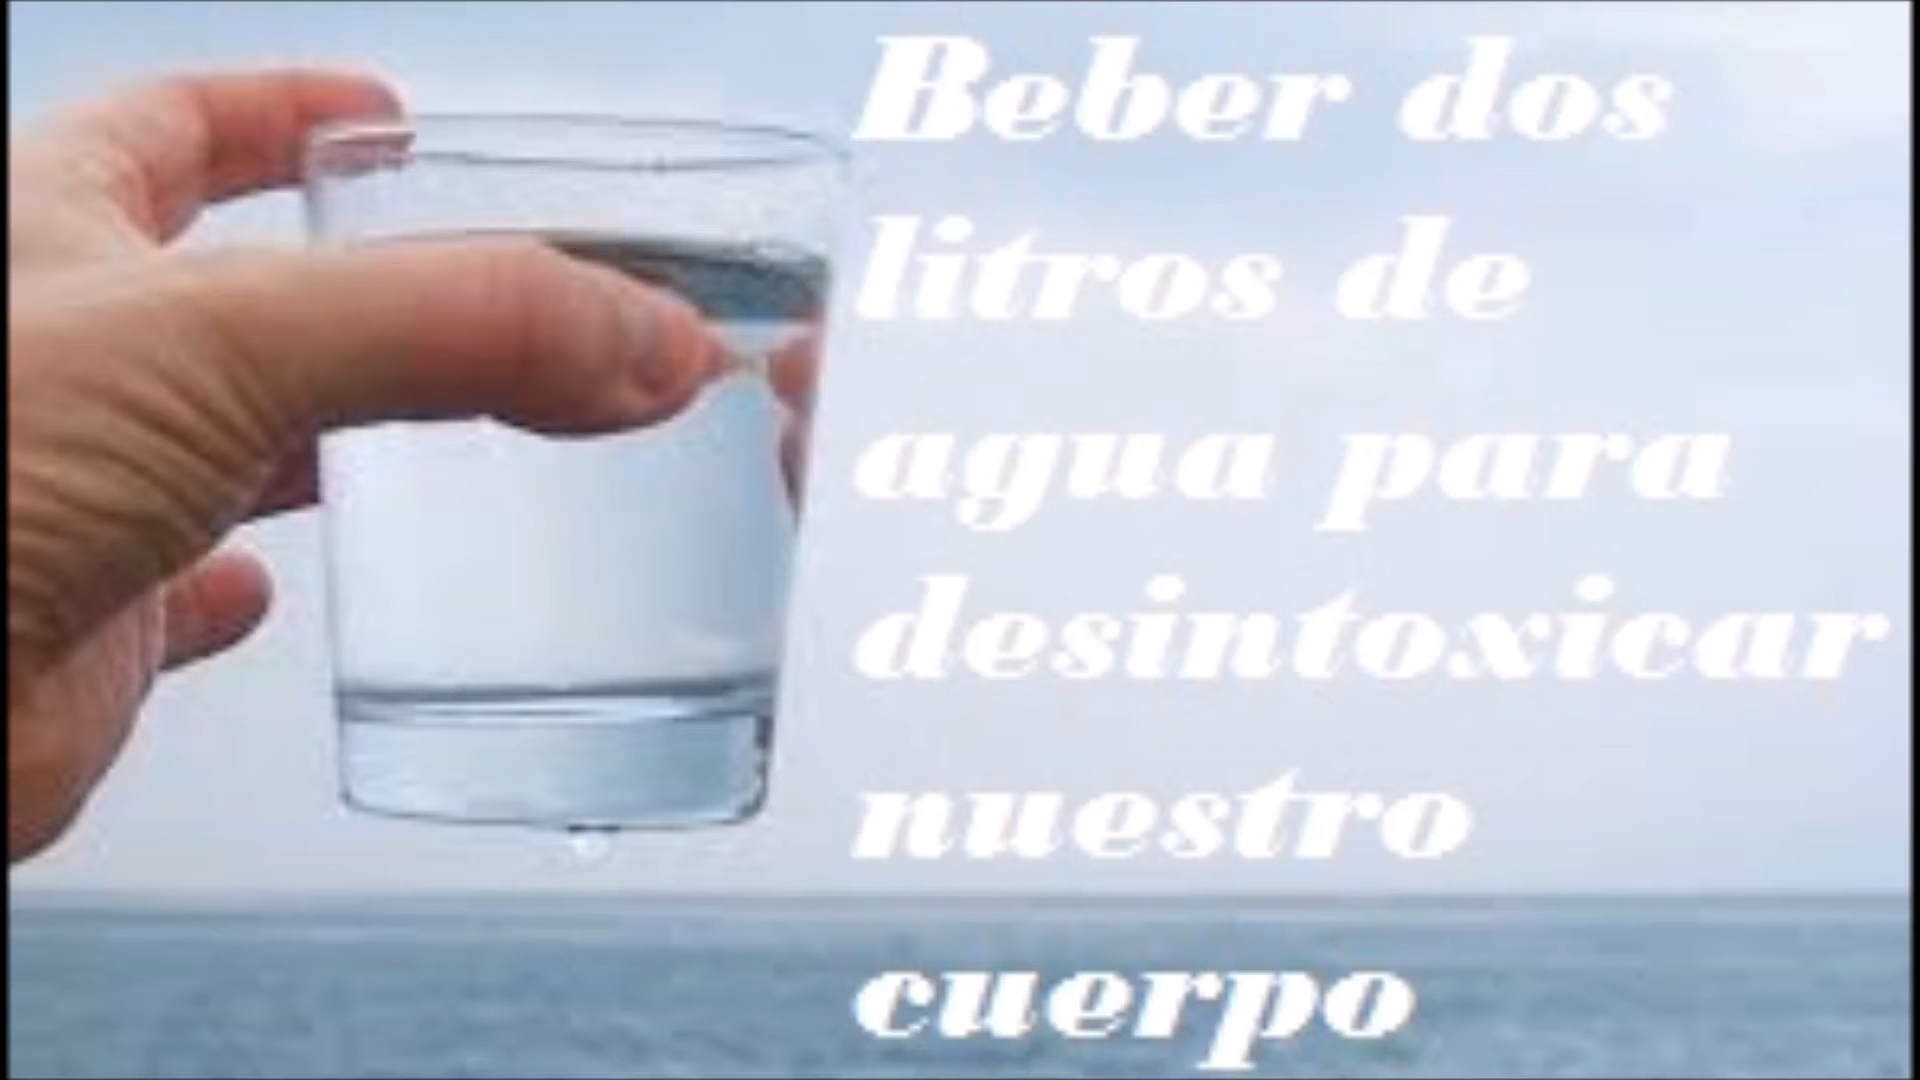 Beber dos
litros de
agua para
desintoxicar
nuestro
cuerpo